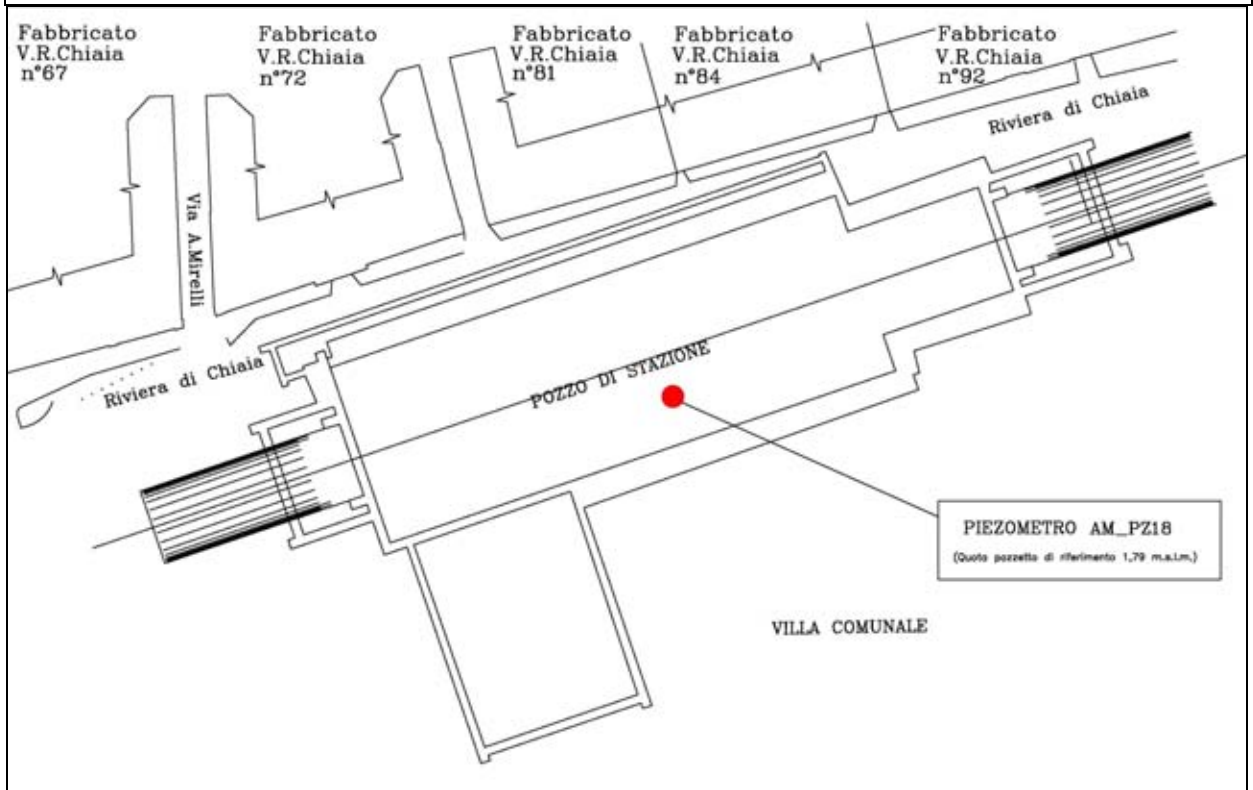 Fabbricato
V.R.Chiaia
n°67
Fabbricato
V.R.Chiaia
n°72
Fabbricato
V.R.Chiaia
n°81
Fabbricato
V.R.Chiaia
n°84
Fabbricato
V.R.Chiaia
n°92
Riviera di Chiaia
Via A.Mirelli
Riviera di Chiaia
POZZO DI STAZIONE
PIEZOMETRO AM_PZ18
(Quota pozzetto di riferimento 1,79 m.s.l.m.)
VILLA COMUNALE